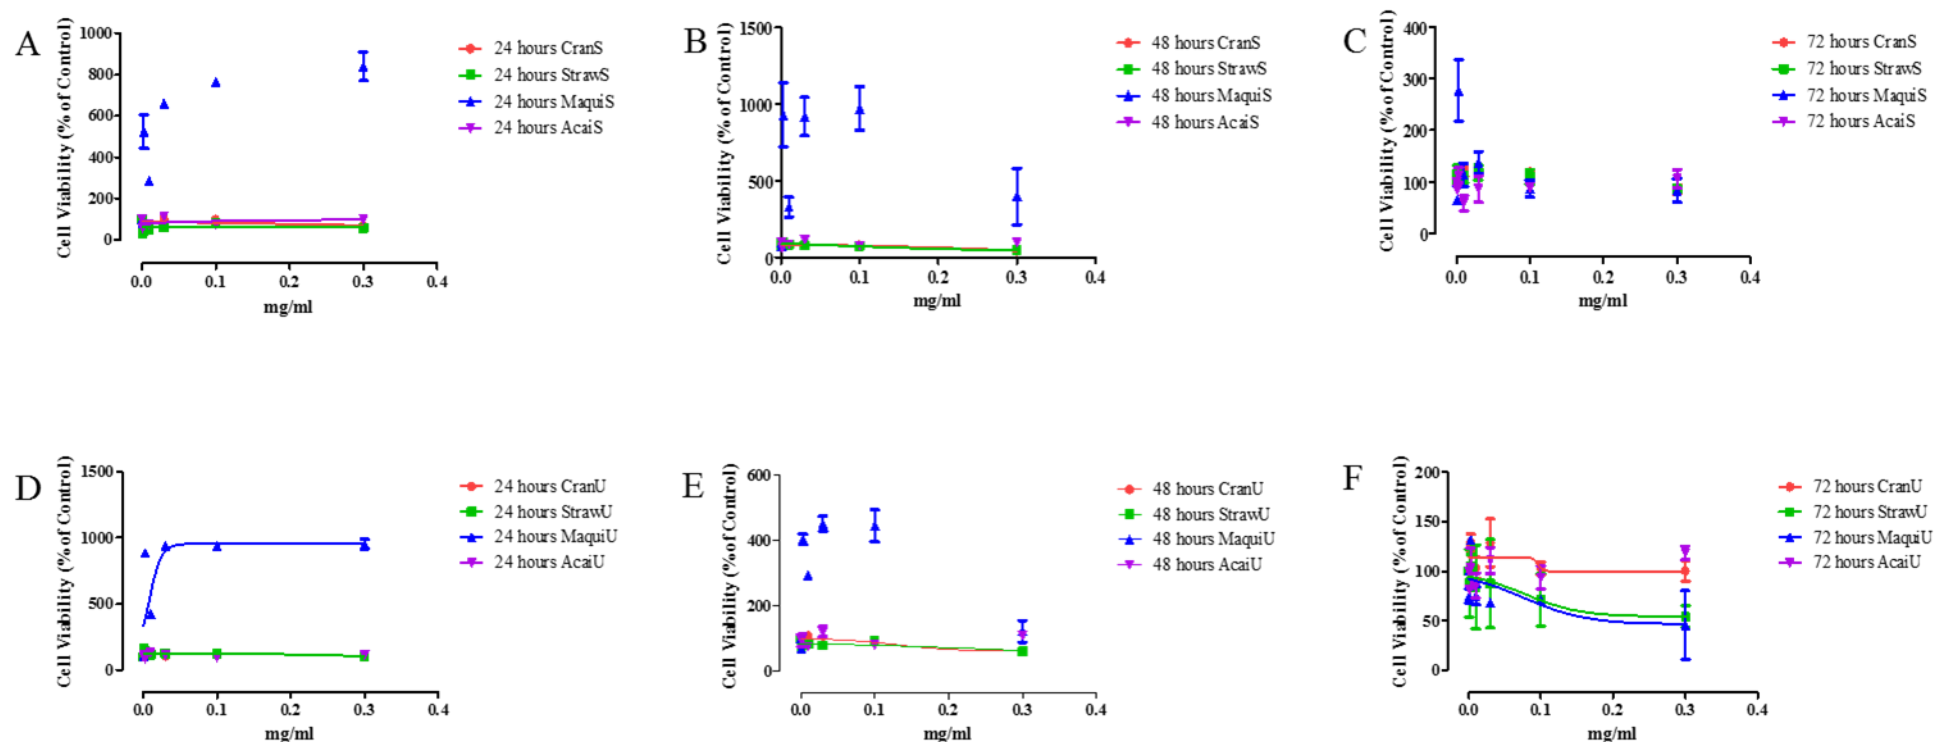 A
Cell Viability (% of Control)
1000
800
600
400
200
0
0.0 0.1 0.2 0.3 0.4
mg/ml
24 hours CranS
24 hours StrawS
24 hours MaquiS
24 hours AcaiS
B
Cell Viability (% of Control)
1500
1000
500
0
0.0 0.1 0.2 0.3 0.4
mg/ml
48 hours CranS
48 hours StrawS
48 hours MaquiS
48 hours AcaiS
C
Cell Viability (% of Control)
400
300
200
100
0
0.0 0.1 0.2 0.3 0.4
mg/ml
72 hours CranS
72 hours StrawS
72 hours MaquiS
72 hours AcaiS
D
Cell Viability (% of Control)
1500
1000
500
0
0.0 0.1 0.2 0.3 0.4
mg/ml
24 hours CranU
24 hours StrawU
24 hours MaquiU
24 hours AcaiU
E
Cell Viability (% of Control)
600
400
200
0
0.0 0.1 0.2 0.3 0.4
mg/ml
48 hours CranU
48 hours StrawU
48 hours MaquiU
48 hours AcaiU
F
Cell Viability (% of Control)
200
150
100
50
0
0.0 0.1 0.2 0.3 0.4
mg/ml
72 hours CranU
72 hours StrawU
72 hours MaquiU
72 hours AcaiU